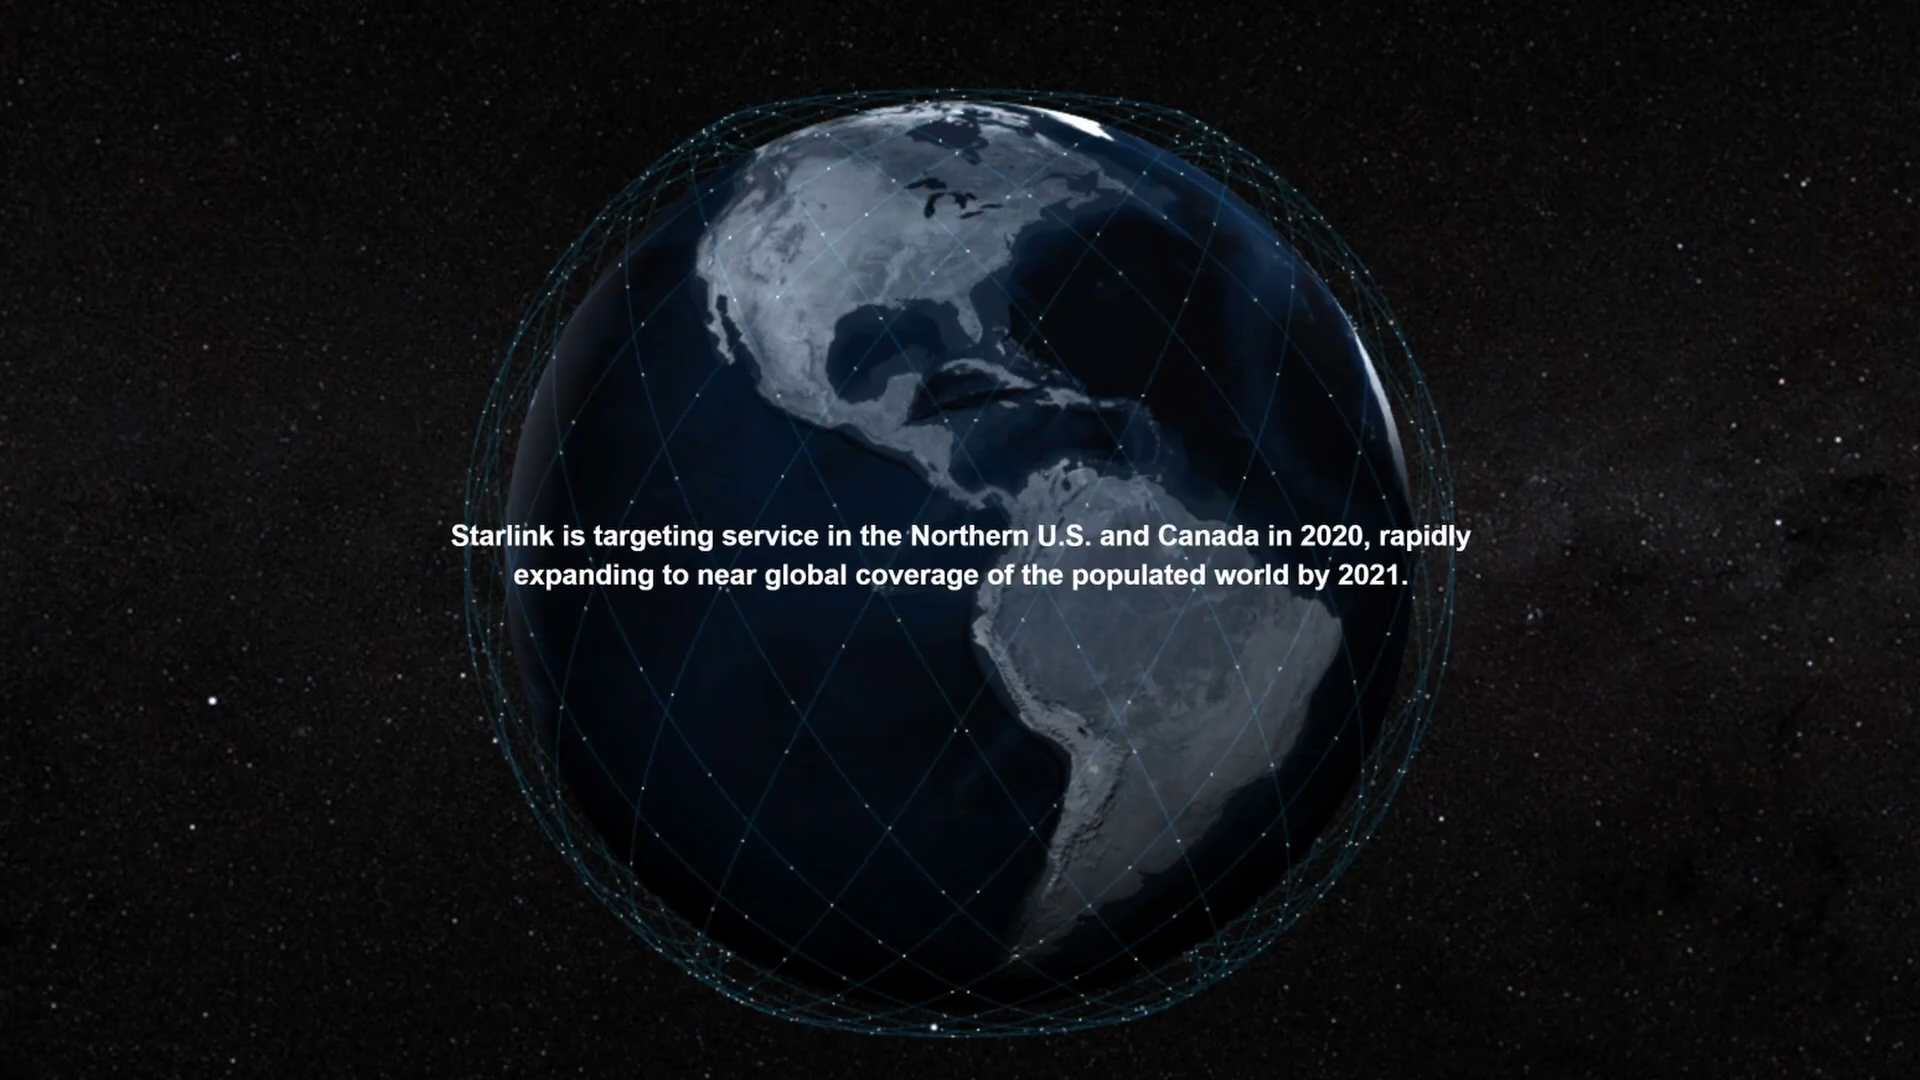 Starlink is targeting service in the Northern U.S. and Canada in 2020, rapidly
expanding to near global coverage of the populated world by 2021.